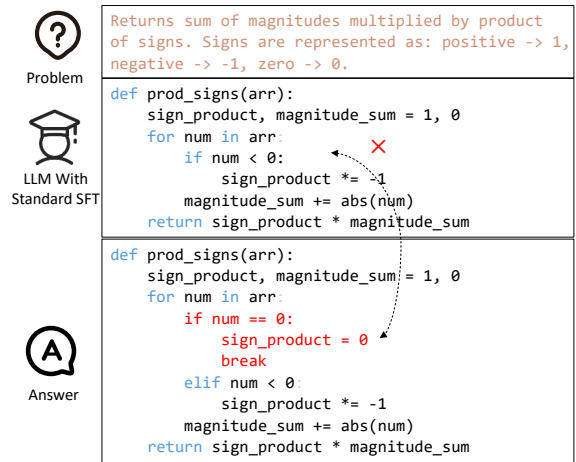 ?
Problem
Returns sum of magnitudes multiplied by product
of signs. Signs are represented as: positive -> 1,
negative -> -1, zero -> 0.
LLM With
Standard SFT
def prod_signs(arr):
    sign_product, magnitude_sum = 1, 0
    for num in arr:
        if num < 0:
            sign_product *= -1
        magnitude_sum += abs(num)
    return sign_product * magnitude_sum
A
Answer
def prod_signs(arr):
    sign_product, magnitude_sum = 1, 0
    for num in arr:
        if num == 0:
            sign_product = 0
            break
        elif num < 0:
            sign_product *= -1
        magnitude_sum += abs(num)
    return sign_product * magnitude_sum